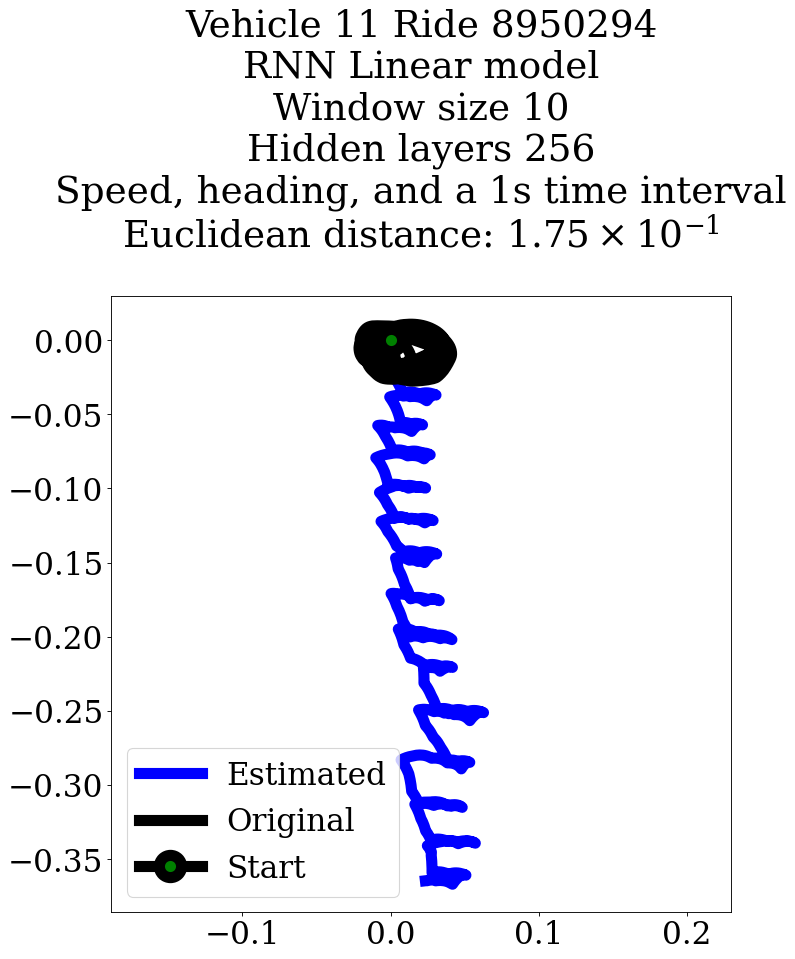 Vehicle 11 Ride 8950294
RNN Linear model
Window size 10
Hidden layers 256
Speed, heading, and a 1s time interval
Euclidean distance: 1.75 × 10⁻¹
0.00
−0.05
−0.10
−0.15
−0.20
−0.25
−0.30
−0.35
Estimated
Original
Start
−0.1
0.0
0.1
0.2